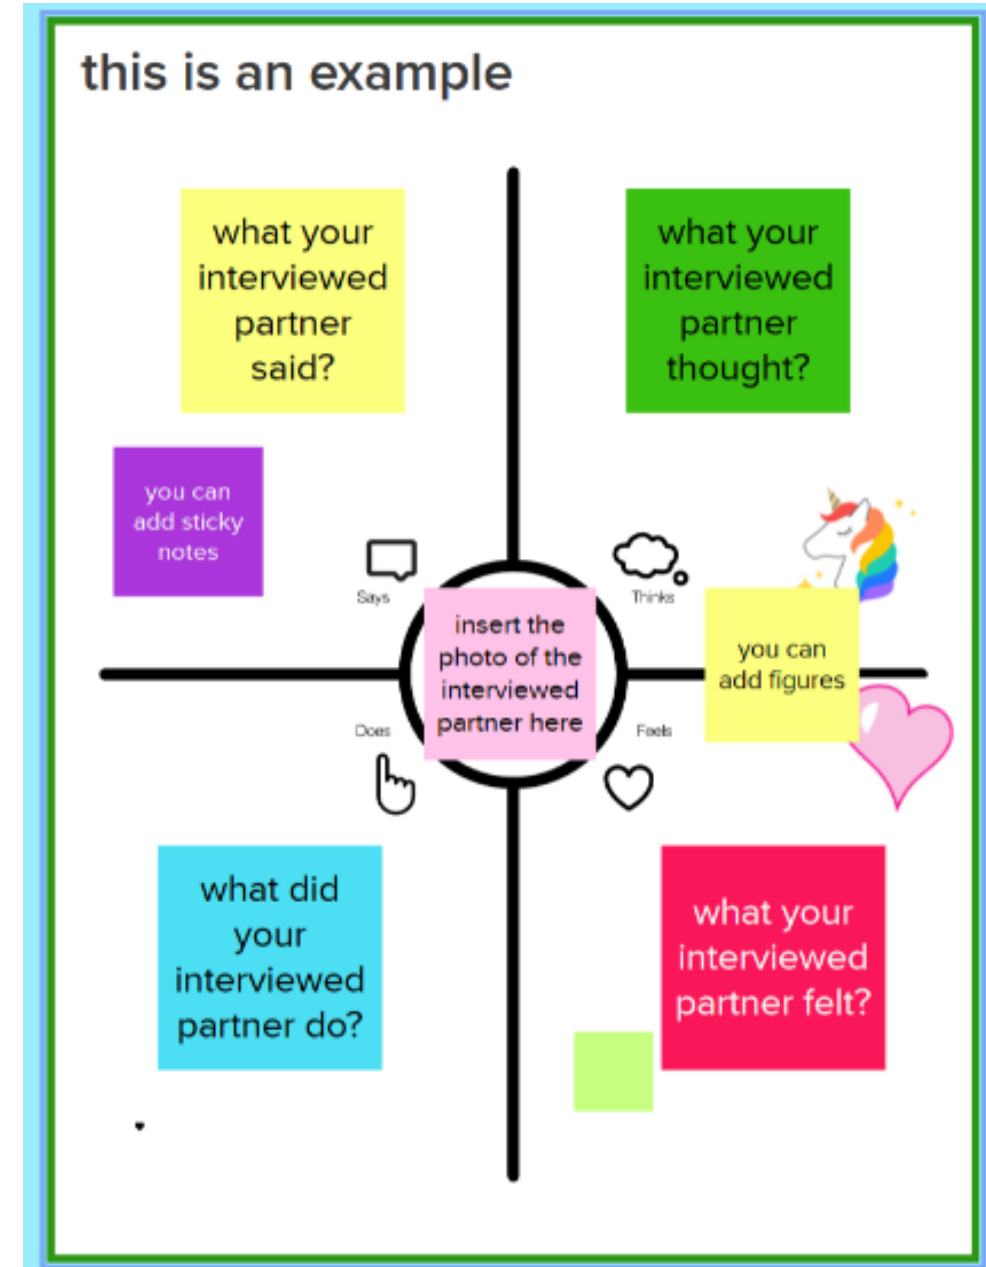 this is an example
what your
interviewed
partner
said?
what your
interviewed
partner
thought?
you can
add sticky
notes
Says
Thinks
insert the
photo of the
interviewed
partner here
you can
add figures
Does
Feels
what did
your
interviewed
partner do?
what your
interviewed
partner felt?